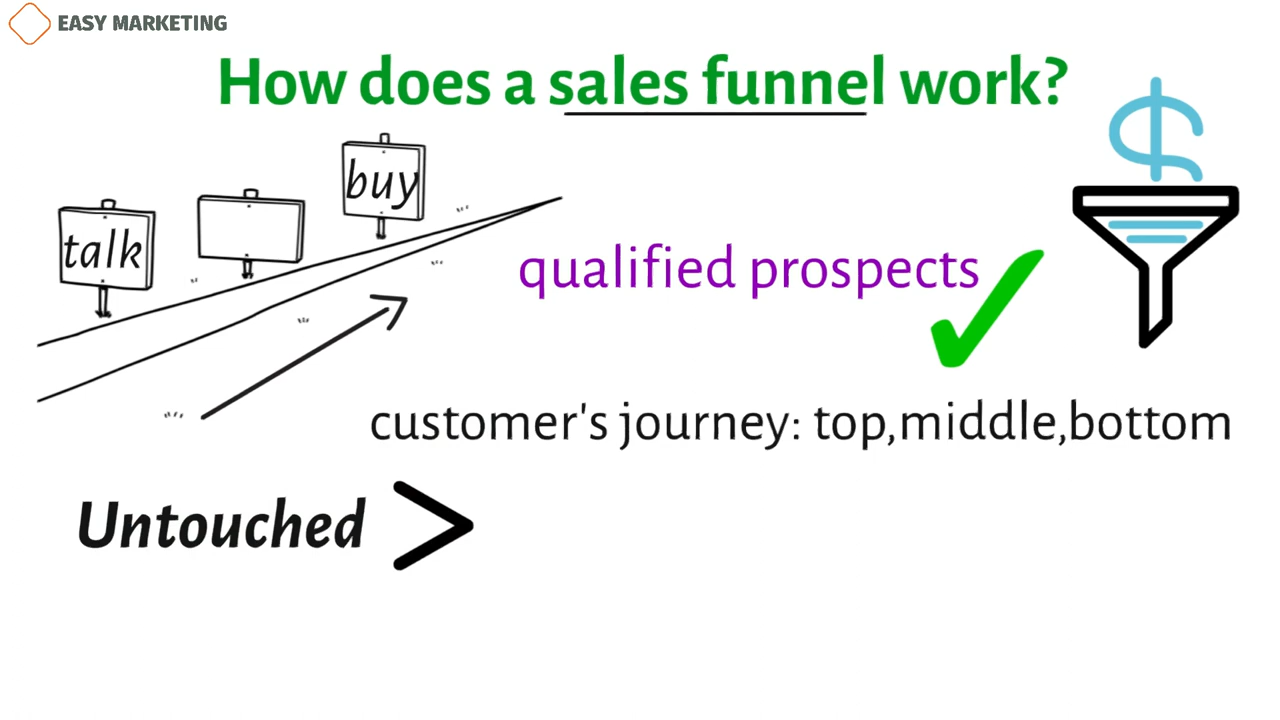 EASY MARKETING
How does a sales funnel work?
talk
buy
qualified prospects
customer's journey: top,middle,bottom
Untouched >